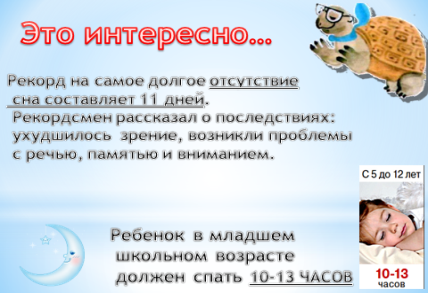 Это интересно...
Рекорд на самое долгое отсутствие
сна составляет 11 дней.
Рекордсмен рассказал о последствиях:
ухудшилось зрение, возникли проблемы
с речью, памятью и вниманием.
С 5 до 12 лет
10-13
часов
Ребенок в младшем
школьном возрасте
должен спать 10-13 ЧАСОВ